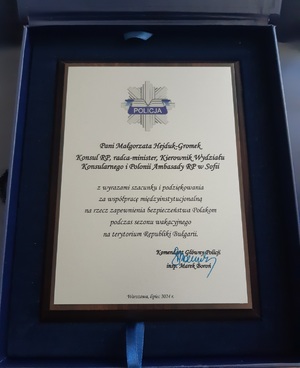 POLICJA
Pani Małgorzata Hejduk-Gromek
Konsul RP, radca-minister, Kierownik Wydziału
Konsularnego i Polonii Ambasady RP w Sofii
z wyrazami szacunku i podziękowania
za współpracę międzyinstytucjonalną
na rzecz zapewnienia bezpieczeństwa Polakom
podczas sezonu wakacyjnego
na terytorium Republiki Bułgarii.
Komendant Główny Policji
insp. Marek Boroń
Warszawa, lipiec 2024 r.